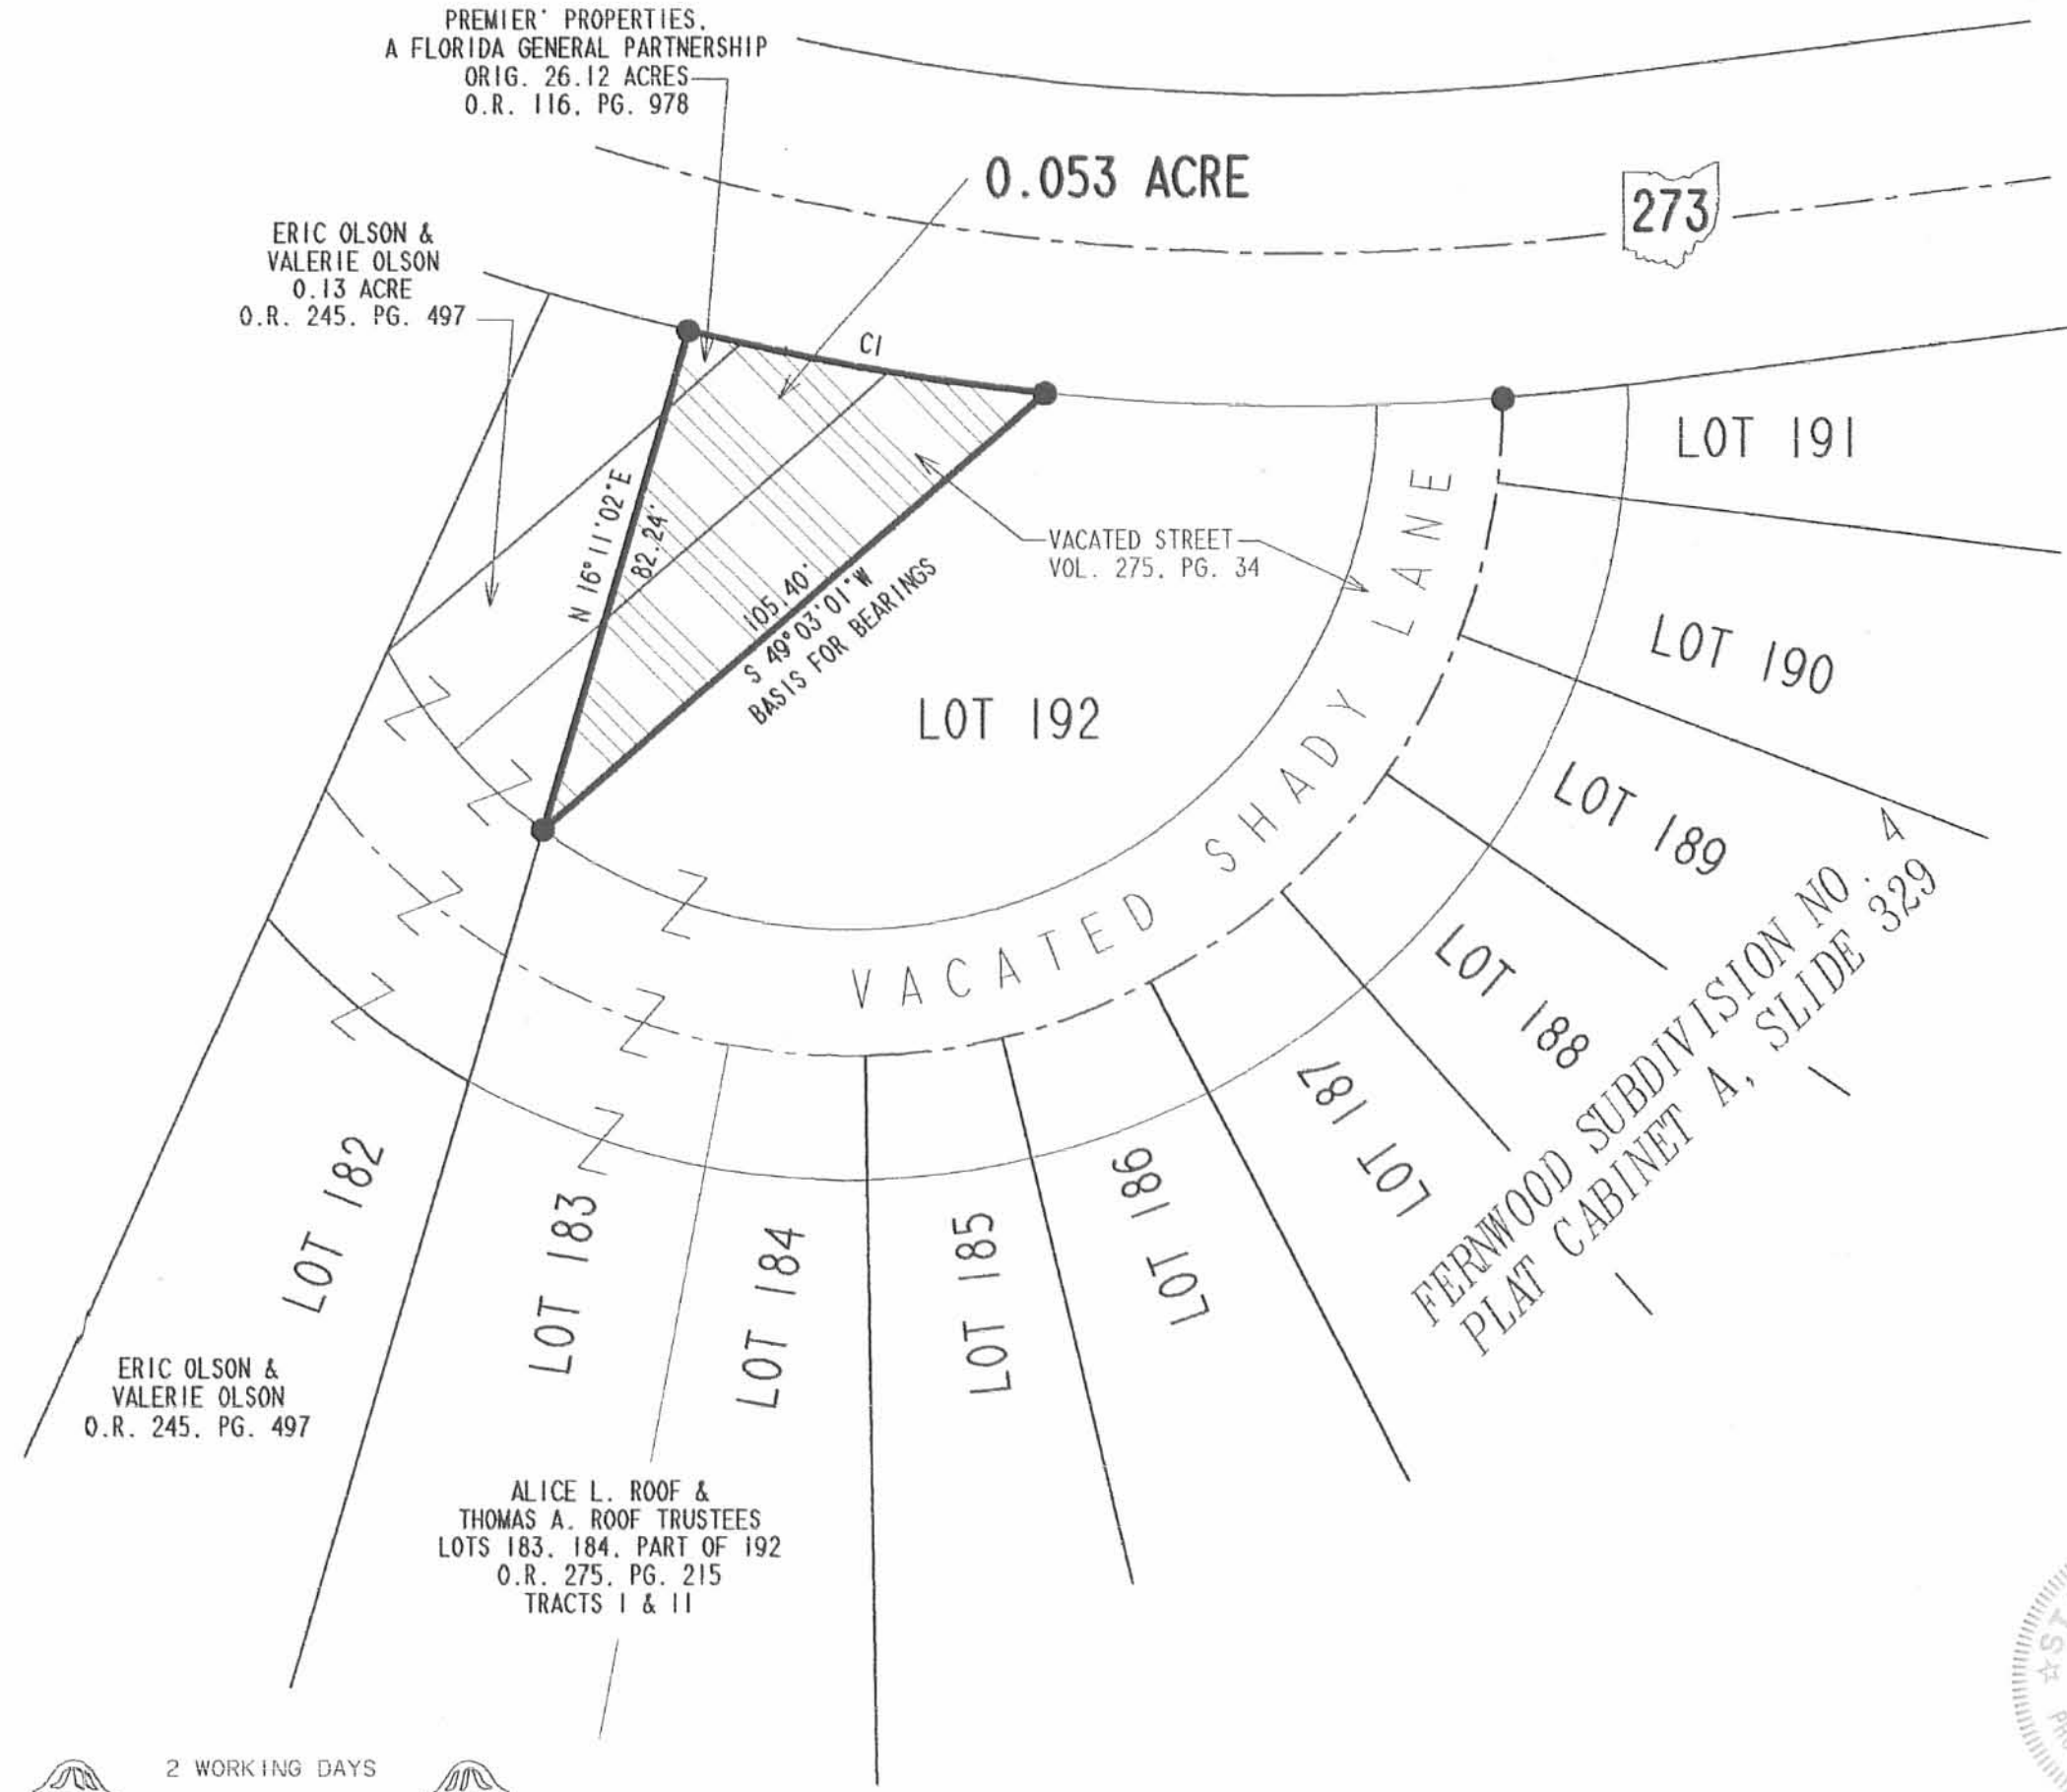 PREMIER' PROPERTIES.
A FLORIDA GENERAL PARTNERSHIP
ORIG. 26.12 ACRES
O.R. 116. PG. 978
0.053 ACRE
273
ERIC OLSON &
VALERIE OLSON
0.13 ACRE
O.R. 245. PG. 497
C1
LOT 191
N 16° 11' 02" E
82.24'
VACATED STREET
VOL. 275. PG. 34
105.40'
S 49° 03' 01" W
BASIS FOR BEARINGS
LOT 190
LOT 192
LOT 189
VACATED SHADY LANE
LOT 188
LOT 187
FERNWOOD SUBDIVISION NO. 4
PLAT CABINET A, SLIDE 329
LOT 182
LOT 183
LOT 184
LOT 185
LOT 186
ERIC OLSON &
VALERIE OLSON
O.R. 245. PG. 497
ALICE L. ROOF &
THOMAS A. ROOF TRUSTEES
LOTS 183. 184. PART OF 192
O.R. 275. PG. 215
TRACTS I & II
2 WORKING DAYS